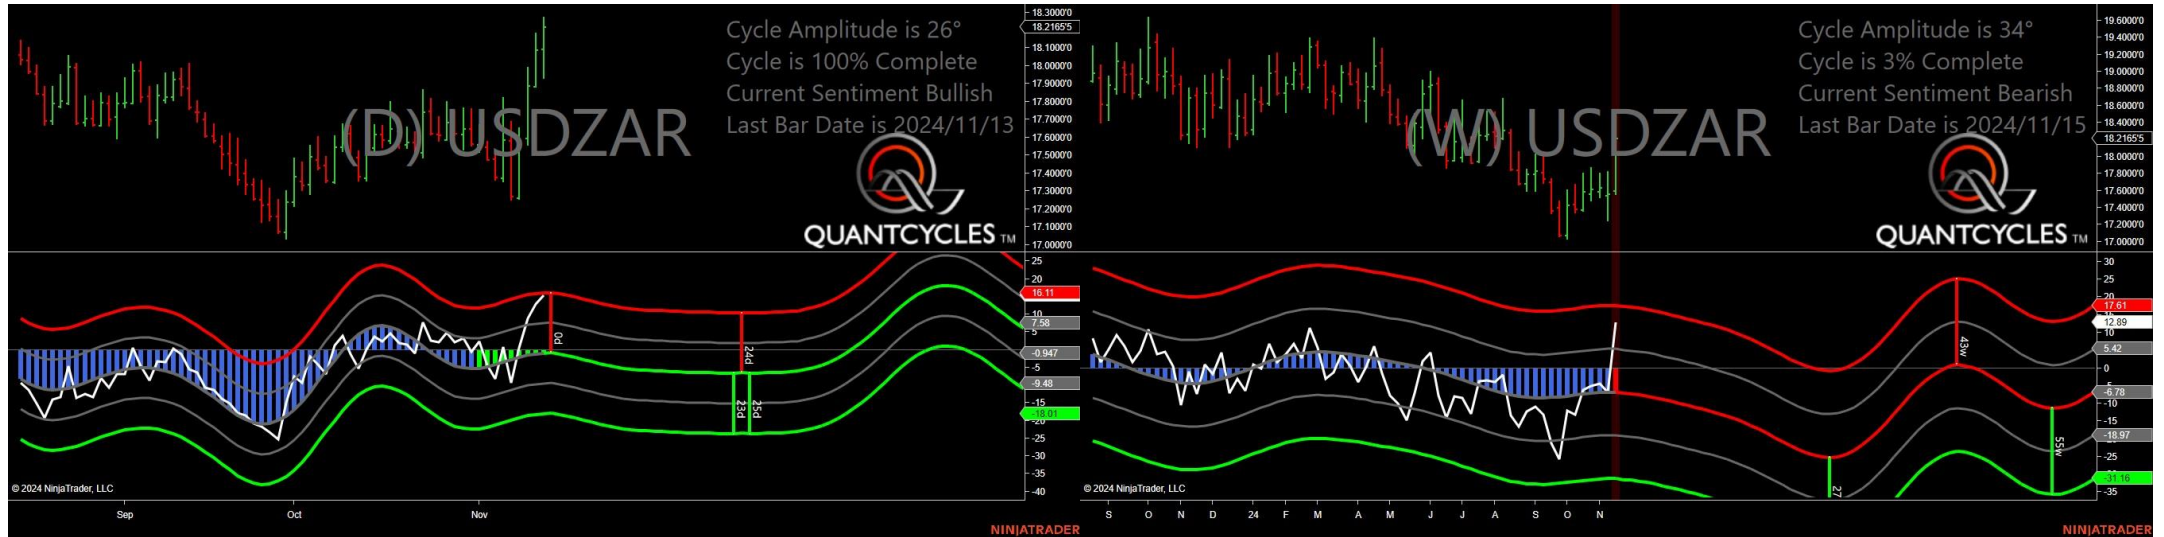 Cycle Amplitude is 26°
Cycle is 100% Complete
Current Sentiment Bullish
Last Bar Date is 2024/11/13
(D) USDZAR
QUANTCYCLES TM
18.3000'0
18.2165'5
18.1000'0
18.0000'0
17.9000'0
17.8000'0
17.7000'0
17.6000'0
17.5000'0
17.4000'0
17.3000'0
17.2000'0
17.1000'0
17.0000'0
25
20
16.11
10
7.58
5
-0.947
-5
-9.48
-15
-18.01
-20
-25
-30
-35
-40
0d
24d
23d
25d
© 2024 NinjaTrader, LLC
Sep
Oct
Nov
NINJATRADER
Cycle Amplitude is 34°
Cycle is 3% Complete
Current Sentiment Bearish
Last Bar Date is 2024/11/15
(W) USDZAR
QUANTCYCLES TM
19.6000'0
19.4000'0
19.2000'0
19.0000'0
18.8000'0
18.6000'0
18.4000'0
18.2165'5
18.0000'0
17.8000'0
17.6000'0
17.4000'0
17.2000'0
17.0000'0
30
25
20
17.61
12.89
5.42
0
-6.78
-10
-15
-18.97
-25
-31.16
-35
43w
55w
27
© 2024 NinjaTrader, LLC
S O N D 24 F M A M J J A S O N
NINJATRADER